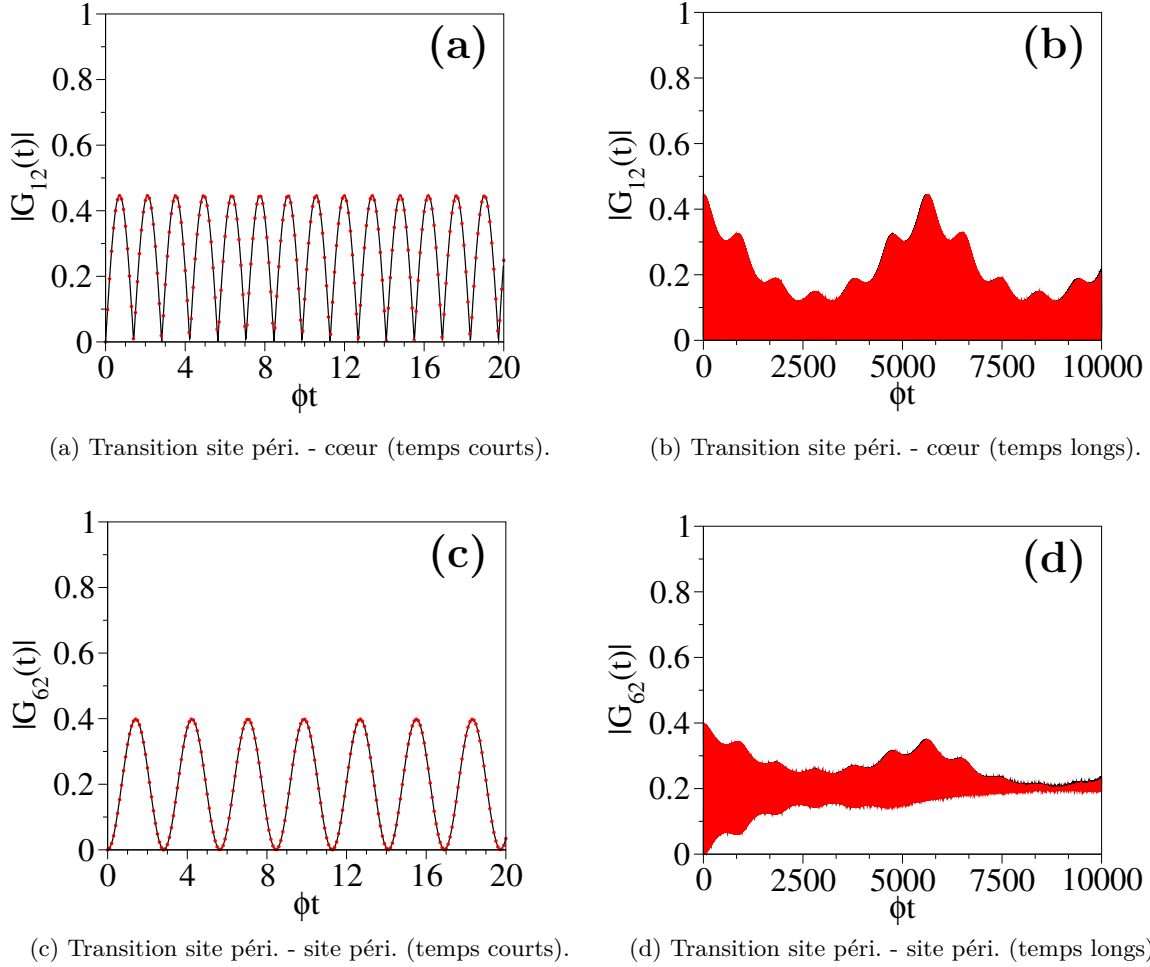 (a)
1
0.8
0.6
0.4
0.2
0
|G12(t)|
0 4 8 12 16 20
ϕt
(a) Transition site péri. - cœur (temps courts).
(b)
1
0.8
0.6
0.4
0.2
0
|G12(t)|
0 2500 5000 7500 10000
ϕt
(b) Transition site péri. - cœur (temps longs).
(c)
1
0.8
0.6
0.4
0.2
0
|G62(t)|
0 4 8 12 16 20
ϕt
(c) Transition site péri. - site péri. (temps courts).
(d)
1
0.8
0.6
0.4
0.2
0
|G62(t)|
0 2500 5000 7500 10000
ϕt
(d) Transition site péri. - site péri. (temps longs)